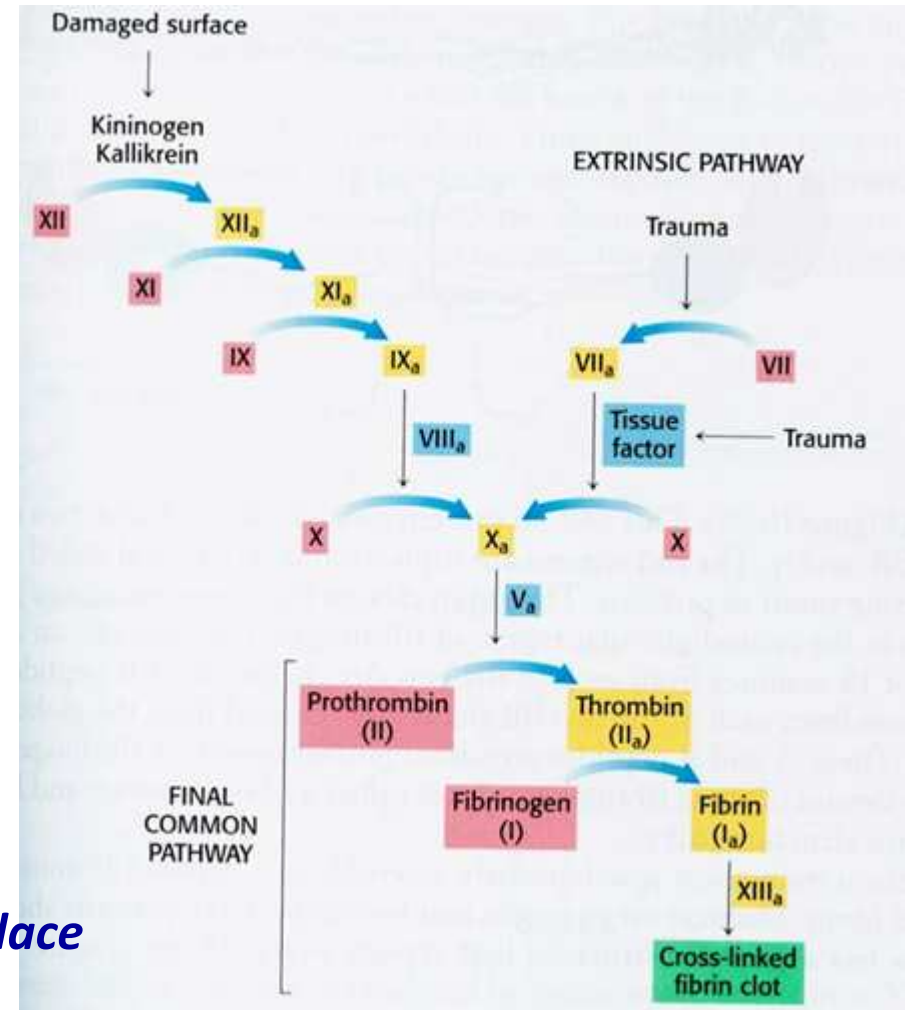 Damaged surface
Kininogen
Kallikrein
EXTRINSIC PATHWAY
XII
XIIa
Trauma
XI
XIa
IX
IXa
VIIa
VII
VIIIa
Tissue
factor
Trauma
X
Xa
X
Va
Prothrombin
(II)
Thrombin
(IIa)
FINAL
COMMON
PATHWAY
Fibrinogen
(I)
Fibrin
(Ia)
XIIIa
Cross-linked
fibrin clot
lace